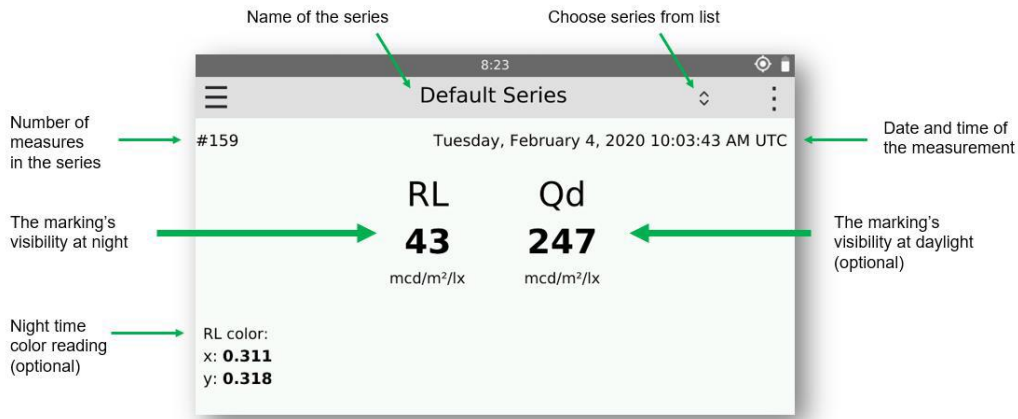 Name of the series
Choose series from list
8:23
Default Series
Number of
measures
in the series
#159
Tuesday, February 4, 2020 10:03:43 AM UTC
Date and time of
the measurement
RL
Qd
The marking's
visibility at night
43
247
The marking's
visibility at daylight
(optional)
mcd/m²/lx
mcd/m²/lx
Night time
color reading
(optional)
RL color:
x: 0.311
y: 0.318